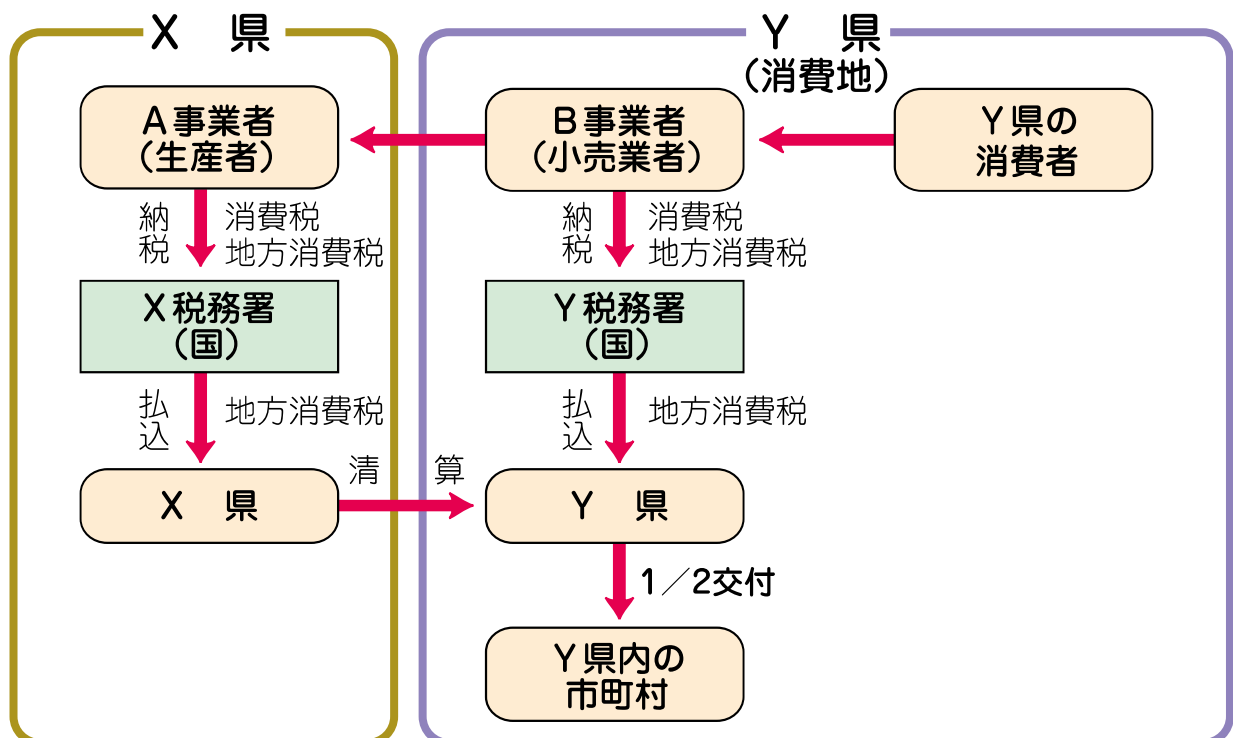 X 県
Y 県
(消費地)
A事業者
(生産者)
B事業者
(小売業者)
Y県の
消費者
納税
消費税
地方消費税
納税
消費税
地方消費税
X税務署
(国)
Y税務署
(国)
払込
地方消費税
払込
地方消費税
X 県
清 算
Y 県
1/2交付
Y県内の
市町村